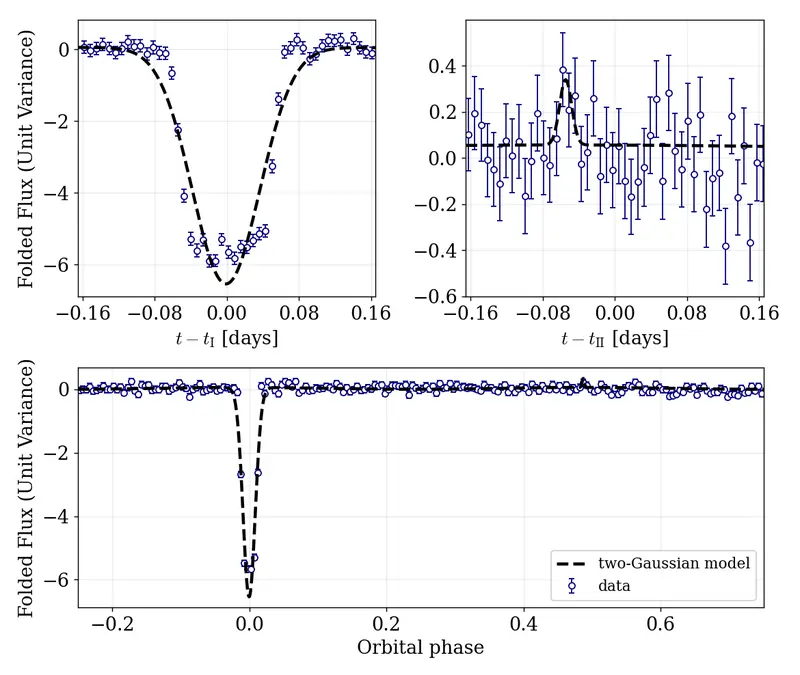 Folded Flux (Unit Variance)
0
−2
−4
−6
−0.16 −0.08 0.00 0.08 0.16
t − tI [days]
0.4
0.2
0.0
−0.2
−0.4
−0.6
−0.16 −0.08 0.00 0.08 0.16
t − tII [days]
Folded Flux (Unit Variance)
0
−2
−4
−6
two-Gaussian model
data
−0.2 0.0 0.2 0.4 0.6
Orbital phase